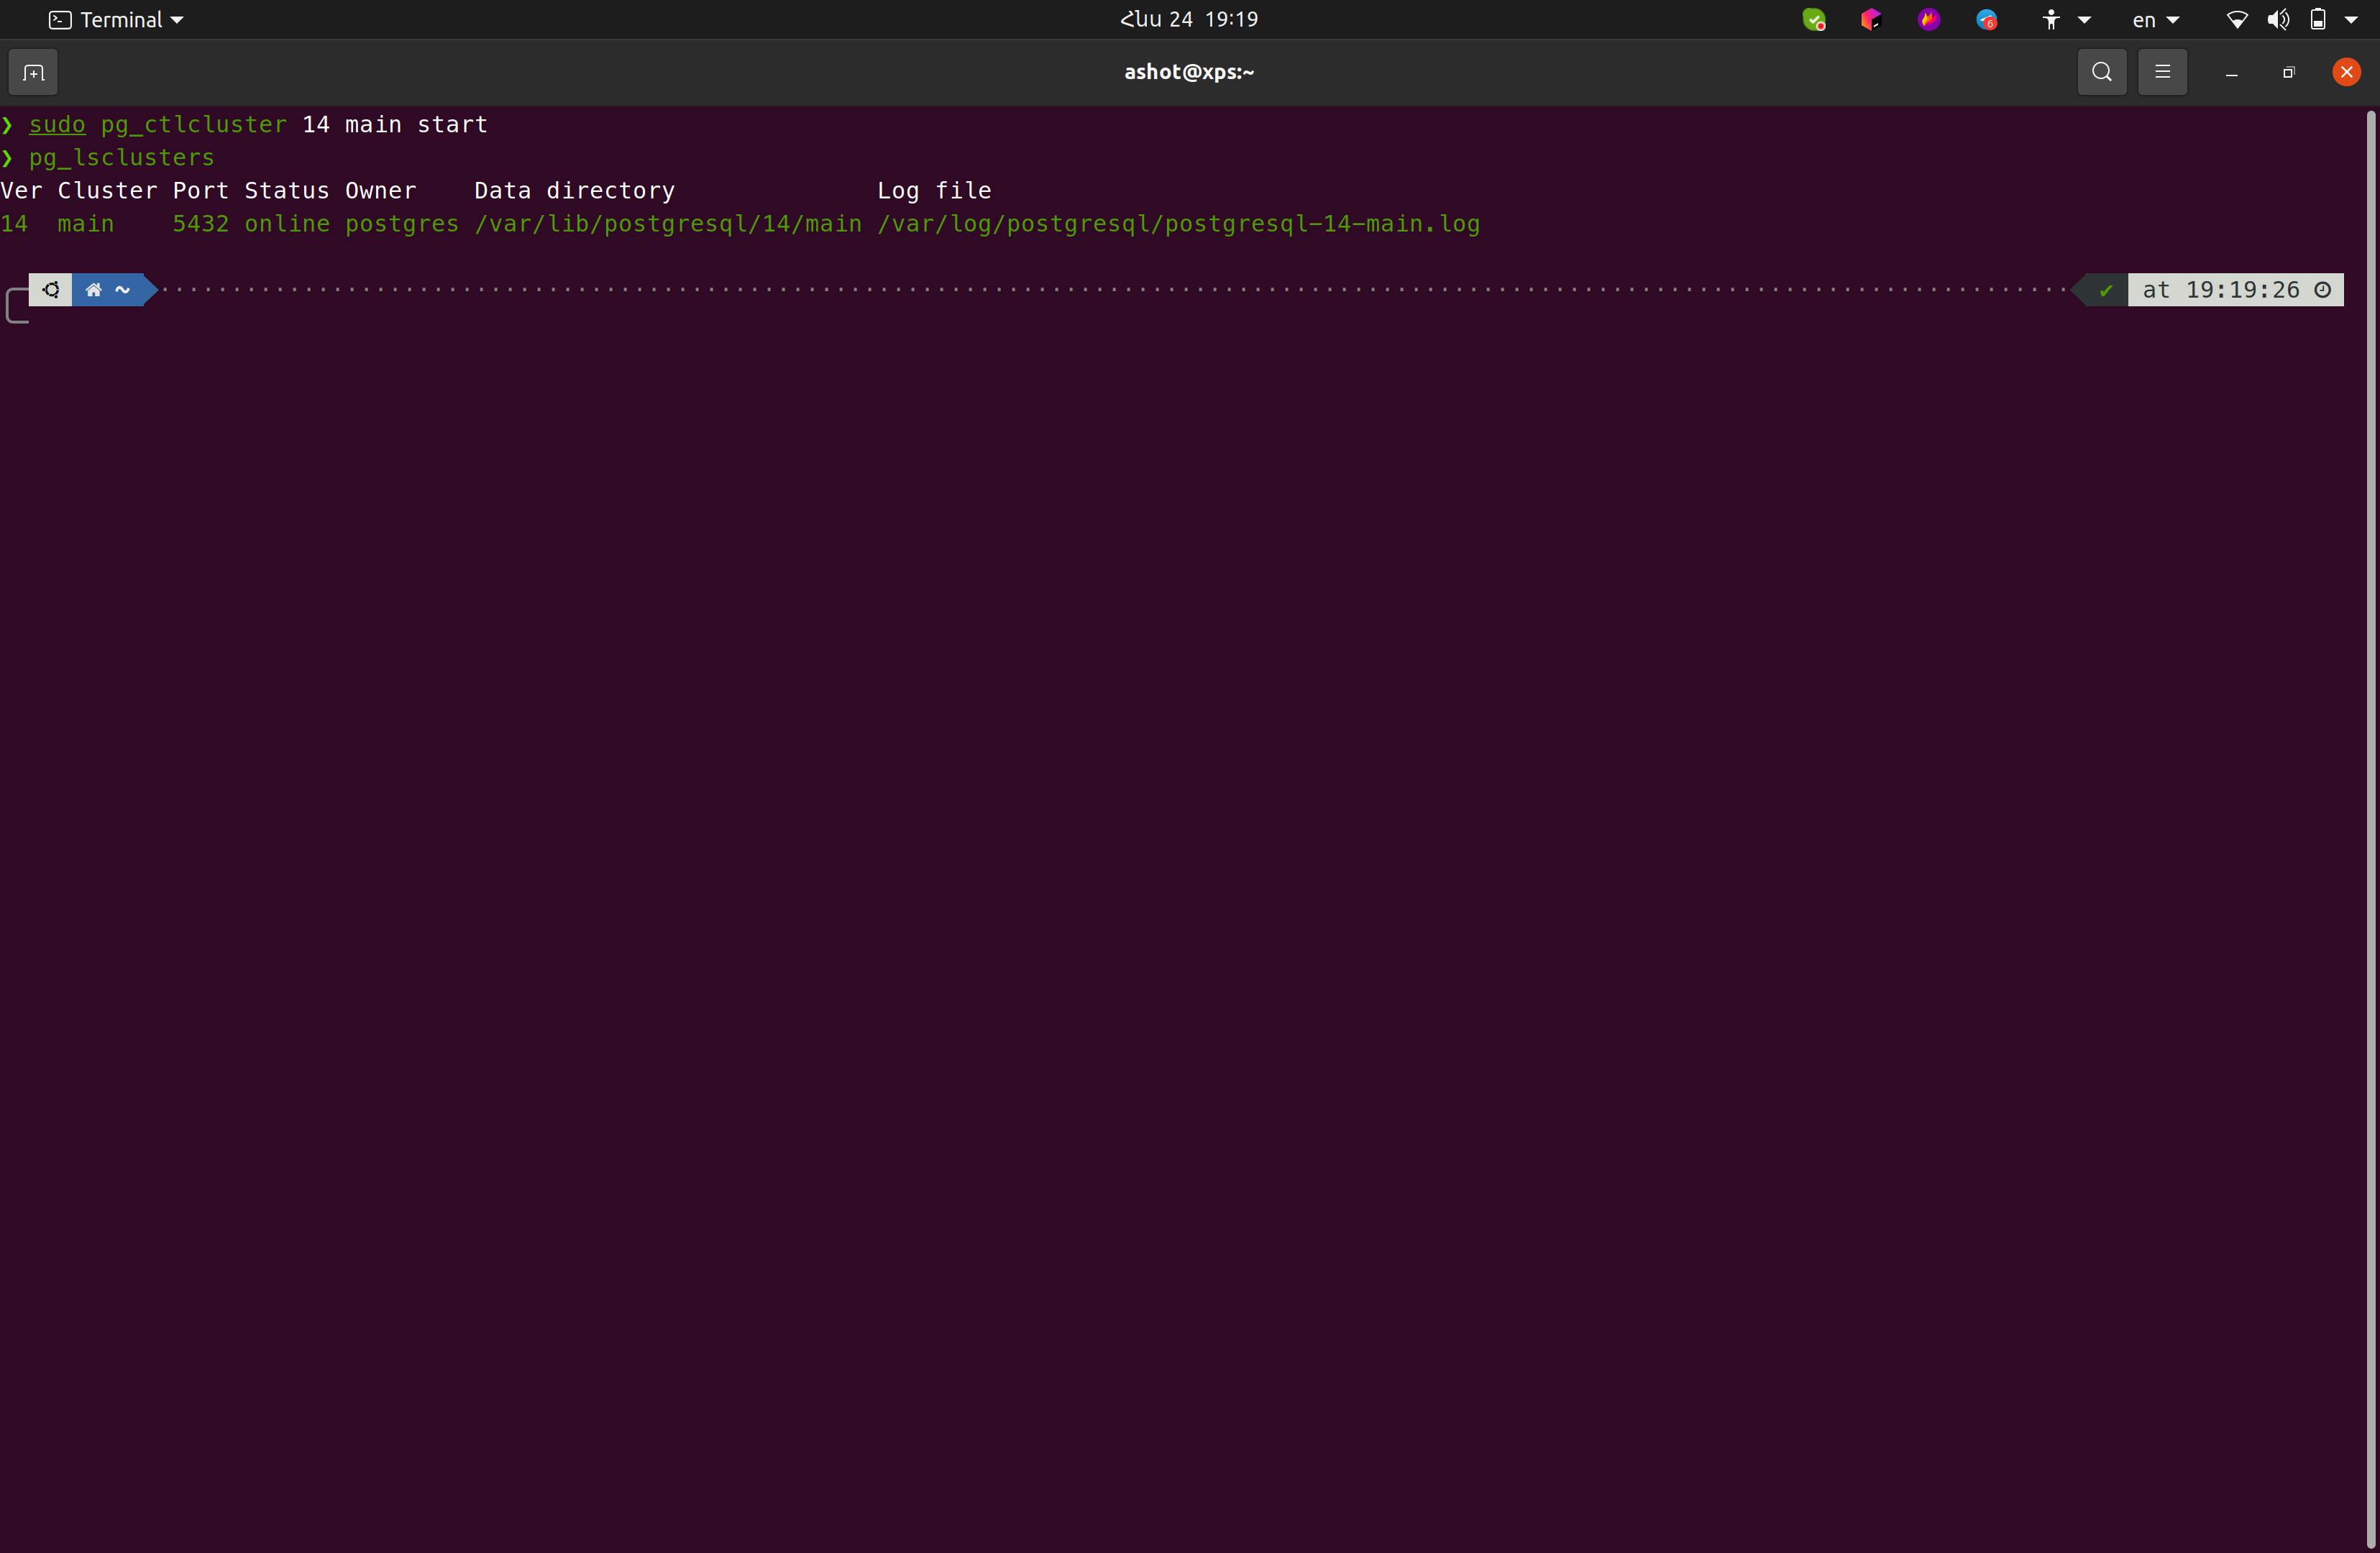 Terminal
Հևս 24 19:19
en
ashot@xps:~
❯ sudo pg_ctlcluster 14 main start
❯ pg_lsclusters
Ver Cluster Port Status Owner    Data directory              Log file
14  main    5432 online postgres /var/lib/postgresql/14/main /var/log/postgresql/postgresql-14-main.log
~ ✔ at 19:19:26